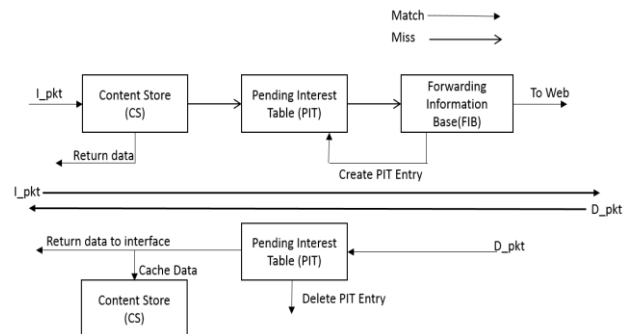 Match
Miss
I_pkt
Content Store
(CS)
Pending Interest
Table (PIT)
Forwarding
Information
Base(FIB)
To Web
Return data
Create PIT Entry
I_pkt
D_pkt
Return data to interface
Pending Interest
Table (PIT)
D_pkt
Cache Data
Delete PIT Entry
Content Store
(CS)